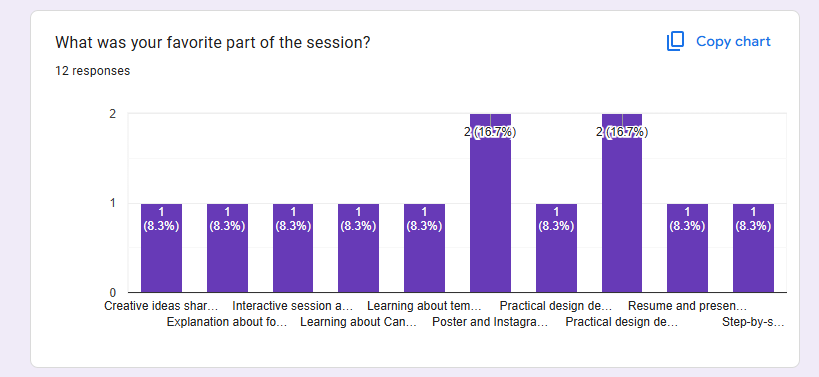 What was your favorite part of the session?
Copy chart
12 responses
2
1
0
1
(8.3%)
1
(8.3%)
1
(8.3%)
1
(8.3%)
1
(8.3%)
2 (16.7%)
1
(8.3%)
2 (16.7%)
1
(8.3%)
1
(8.3%)
Creative ideas shar…
Explanation about fo…
Interactive session a…
Learning about Can…
Learning about tem…
Poster and Instagra…
Practical design de…
Practical design de…
Resume and presen…
Step-by-s…